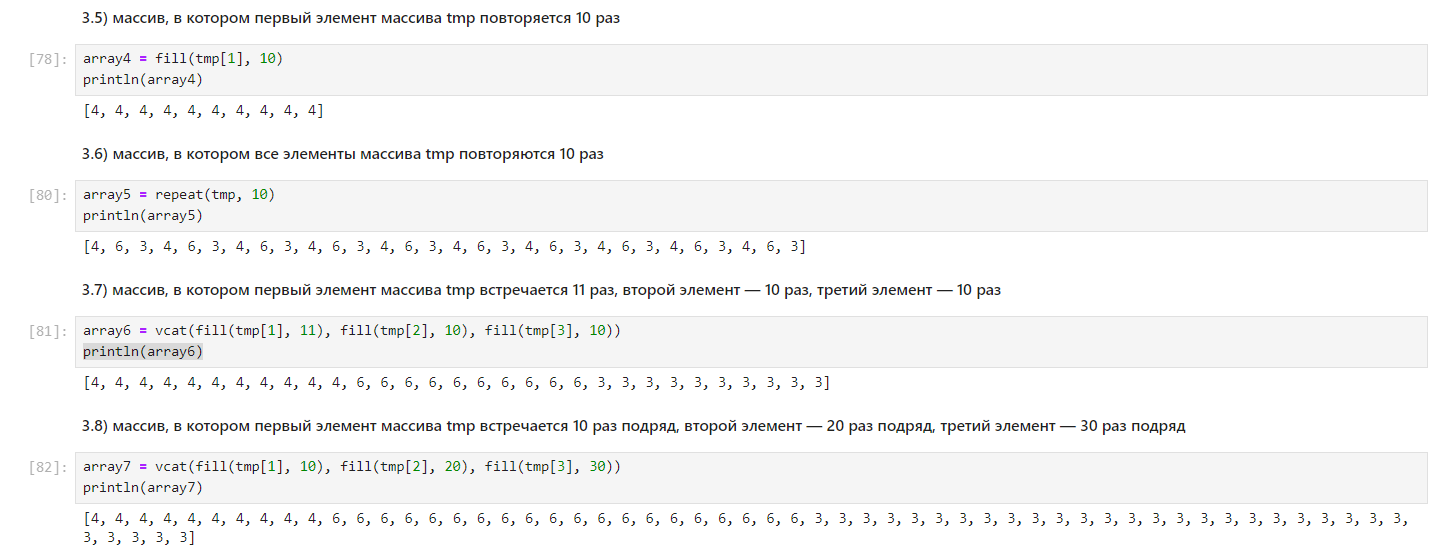 3.5) массив, в котором первый элемент массива tmp повторяется 10 раз
[78]: array4 = fill(tmp[1], 10)
println(array4)
[4, 4, 4, 4, 4, 4, 4, 4, 4, 4]
3.6) массив, в котором все элементы массива tmp повторяются 10 раз
[80]: array5 = repeat(tmp, 10)
println(array5)
[4, 6, 3, 4, 6, 3, 4, 6, 3, 4, 6, 3, 4, 6, 3, 4, 6, 3, 4, 6, 3, 4, 6, 3, 4, 6, 3, 4, 6, 3]
3.7) массив, в котором первый элемент массива tmp встречается 11 раз, второй элемент — 10 раз, третий элемент — 10 раз
[81]: array6 = vcat(fill(tmp[1], 11), fill(tmp[2], 10), fill(tmp[3], 10))
println(array6)
[4, 4, 4, 4, 4, 4, 4, 4, 4, 4, 4, 6, 6, 6, 6, 6, 6, 6, 6, 6, 6, 3, 3, 3, 3, 3, 3, 3, 3, 3, 3]
3.8) массив, в котором первый элемент массива tmp встречается 10 раз подряд, второй элемент — 20 раз подряд, третий элемент — 30 раз подряд
[82]: array7 = vcat(fill(tmp[1], 10), fill(tmp[2], 20), fill(tmp[3], 30))
println(array7)
[4, 4, 4, 4, 4, 4, 4, 4, 4, 4, 6, 6, 6, 6, 6, 6, 6, 6, 6, 6, 6, 6, 6, 6, 6, 6, 6, 6, 6, 6, 3, 3, 3, 3, 3, 3, 3, 3, 3, 3, 3, 3, 3, 3, 3, 3, 3, 3, 3, 3, 3, 3, 3, 3, 3,
3, 3, 3, 3, 3]